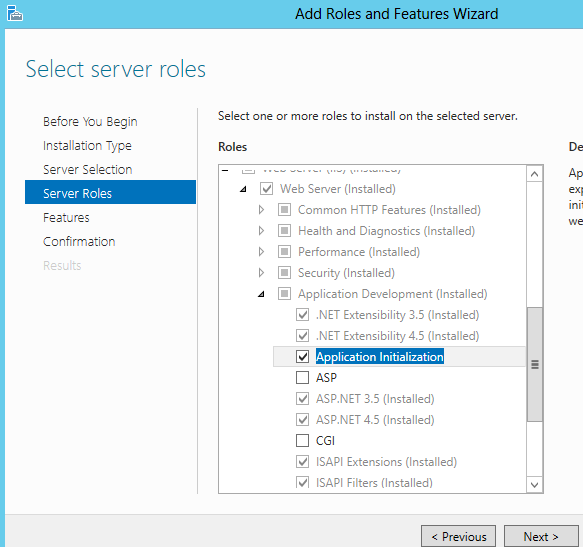 Add Roles and Features Wizard
Select server roles
Before You Begin
Installation Type
Server Selection
Server Roles
Features
Confirmation
Results
Select one or more roles to install on the selected server.
Roles
Web Server (IIS) (Installed)
Web Server (Installed)
Common HTTP Features (Installed)
Health and Diagnostics (Installed)
Performance (Installed)
Security (Installed)
Application Development (Installed)
.NET Extensibility 3.5 (Installed)
.NET Extensibility 4.5 (Installed)
Application Initialization
ASP
ASP.NET 3.5 (Installed)
ASP.NET 4.5 (Installed)
CGI
ISAPI Extensions (Installed)
ISAPI Filters (Installed)
De
Ap
exp
init
we
< Previous
Next >